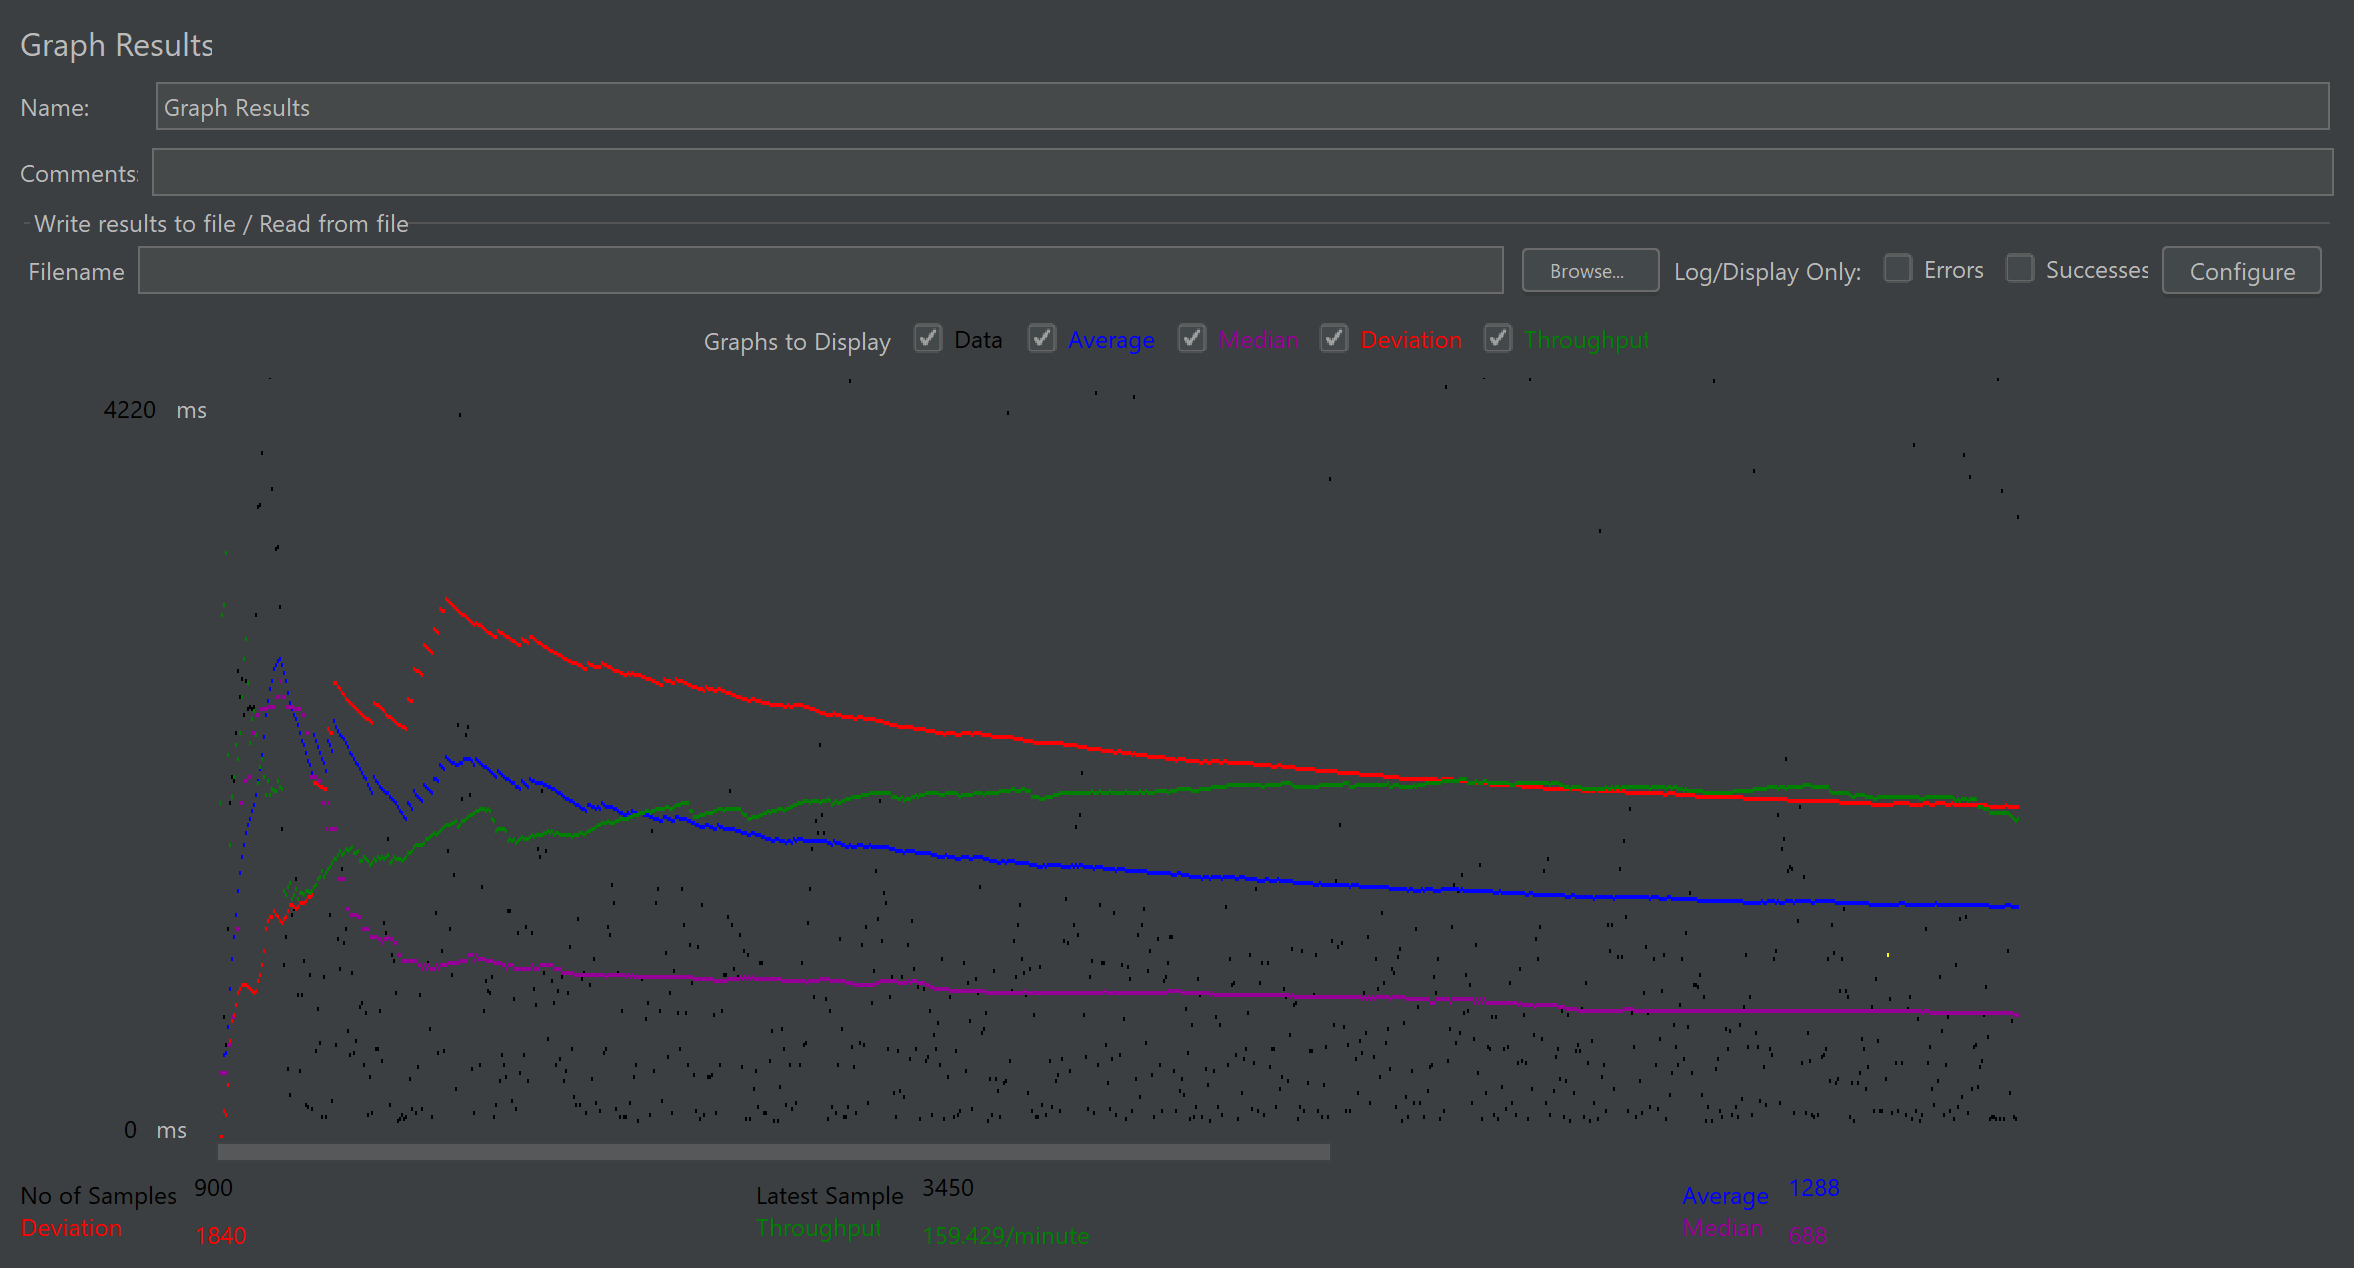 Graph Results
Name: Graph Results
Comments:
Write results to file / Read from file
Filename Browse... Log/Display Only: Errors Successes Configure
Graphs to Display Data Average Median Deviation Throughput
4220 ms
0 ms
No of Samples 900 Latest Sample 3450 Average 1288
Deviation 1840 Throughput 159.429/minute Median 688